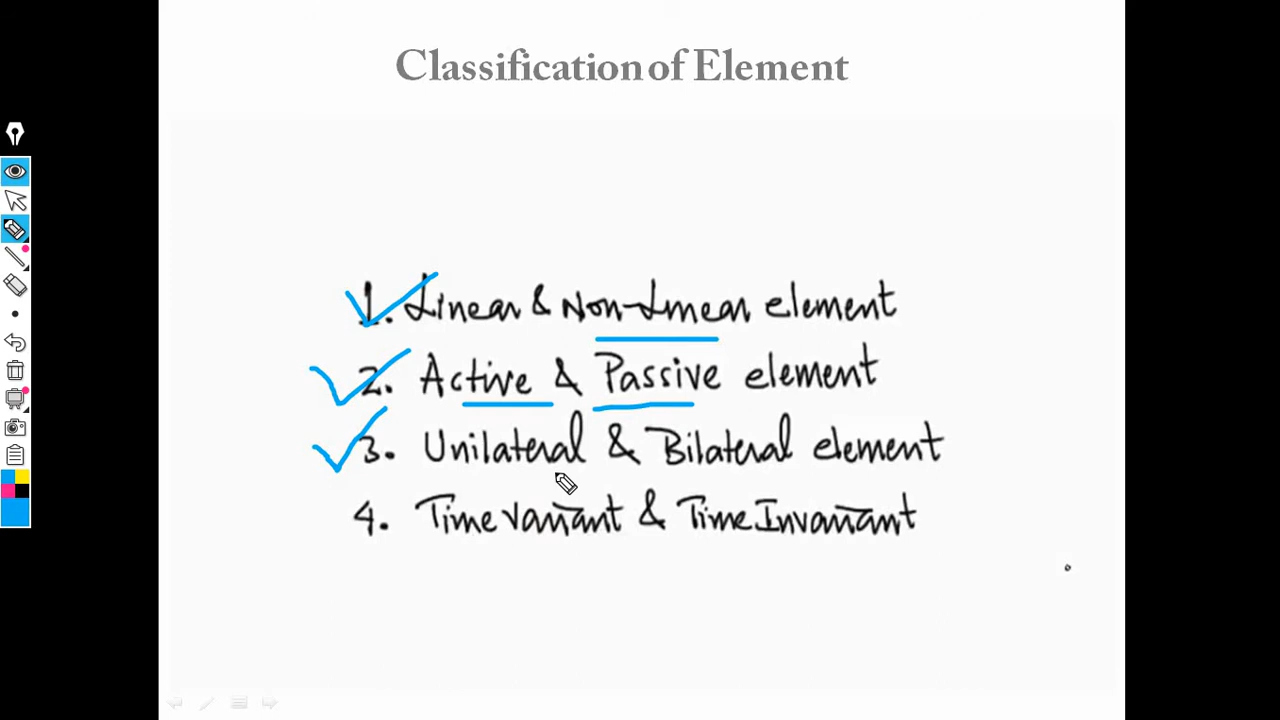 Classification of Element
1. Linear & Non-Linear element
2. Active & Passive element
3. Unilateral & Bilateral element
4. Time variant & Time Invariant